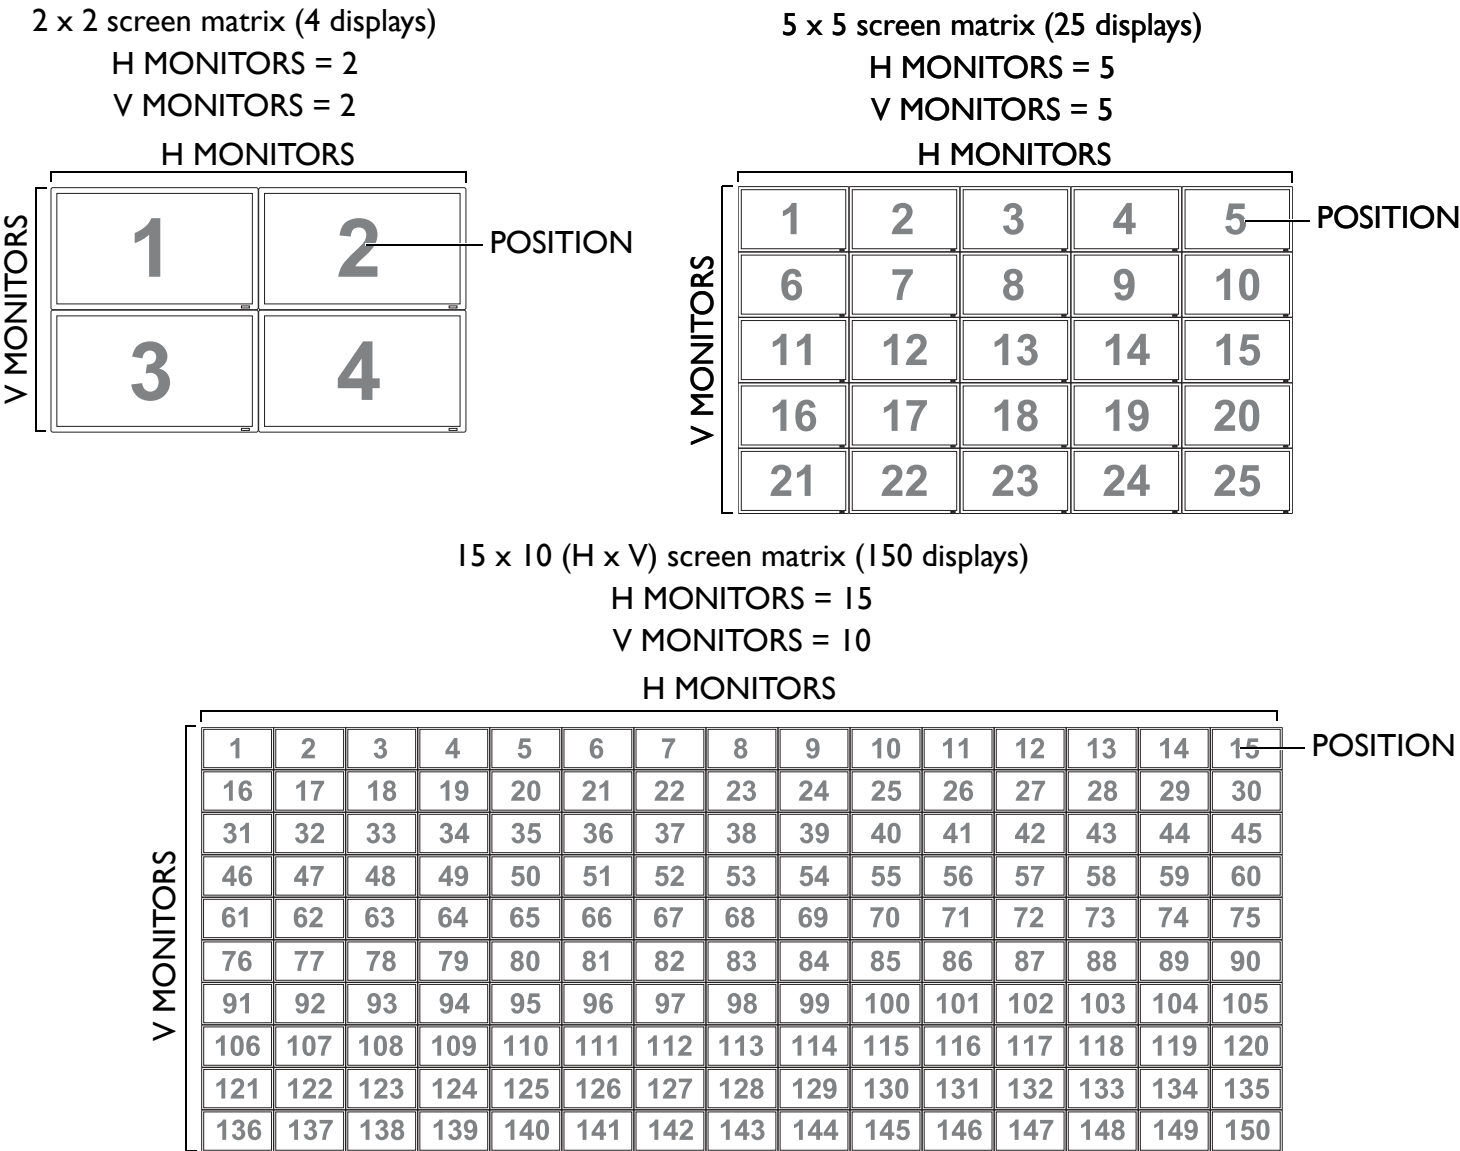 2 x 2 screen matrix (4 displays)
H MONITORS = 2
V MONITORS = 2
H MONITORS
V MONITORS
1 2
POSITION
3 4
5 x 5 screen matrix (25 displays)
H MONITORS = 5
V MONITORS = 5
H MONITORS
V MONITORS
1 2 3 4 5
POSITION
6 7 8 9 10
11 12 13 14 15
16 17 18 19 20
21 22 23 24 25
15 x 10 (H x V) screen matrix (150 displays)
H MONITORS = 15
V MONITORS = 10
H MONITORS
V MONITORS
1 2 3 4 5 6 7 8 9 10 11 12 13 14 15
POSITION
16 17 18 19 20 21 22 23 24 25 26 27 28 29 30
31 32 33 34 35 36 37 38 39 40 41 42 43 44 45
46 47 48 49 50 51 52 53 54 55 56 57 58 59 60
61 62 63 64 65 66 67 68 69 70 71 72 73 74 75
76 77 78 79 80 81 82 83 84 85 86 87 88 89 90
91 92 93 94 95 96 97 98 99 100 101 102 103 104 105
106 107 108 109 110 111 112 113 114 115 116 117 118 119 120
121 122 123 124 125 126 127 128 129 130 131 132 133 134 135
136 137 138 139 140 141 142 143 144 145 146 147 148 149 150